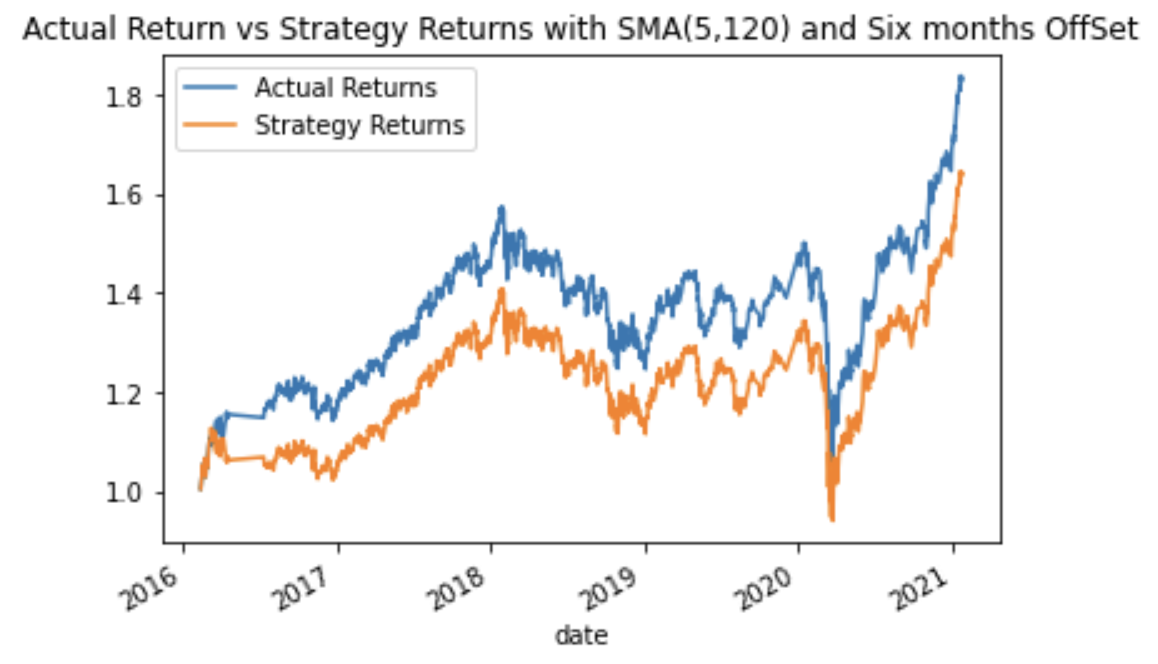 Actual Return vs Strategy Returns with SMA(5,120) and Six months OffSet
Actual Returns
Strategy Returns
1.8
1.6
1.4
1.2
1.0
2016
2017
2018
2019
2020
2021
date